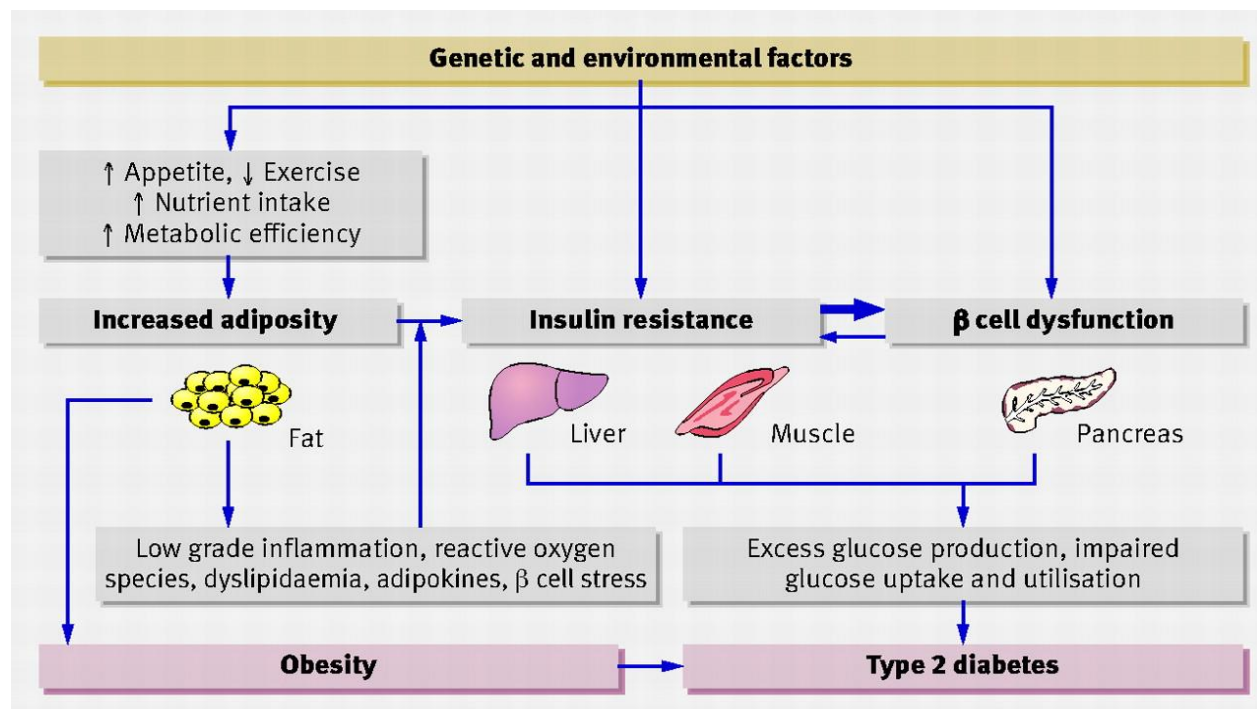 Genetic and environmental factors
↑ Appetite, ↓ Exercise
↑ Nutrient intake
↑ Metabolic efficiency
Increased adiposity
Insulin resistance
β cell dysfunction
Fat
Liver
Muscle
Pancreas
Low grade inflammation, reactive oxygen
species, dyslipidaemia, adipokines, β cell stress
Excess glucose production, impaired
glucose uptake and utilisation
Obesity
Type 2 diabetes